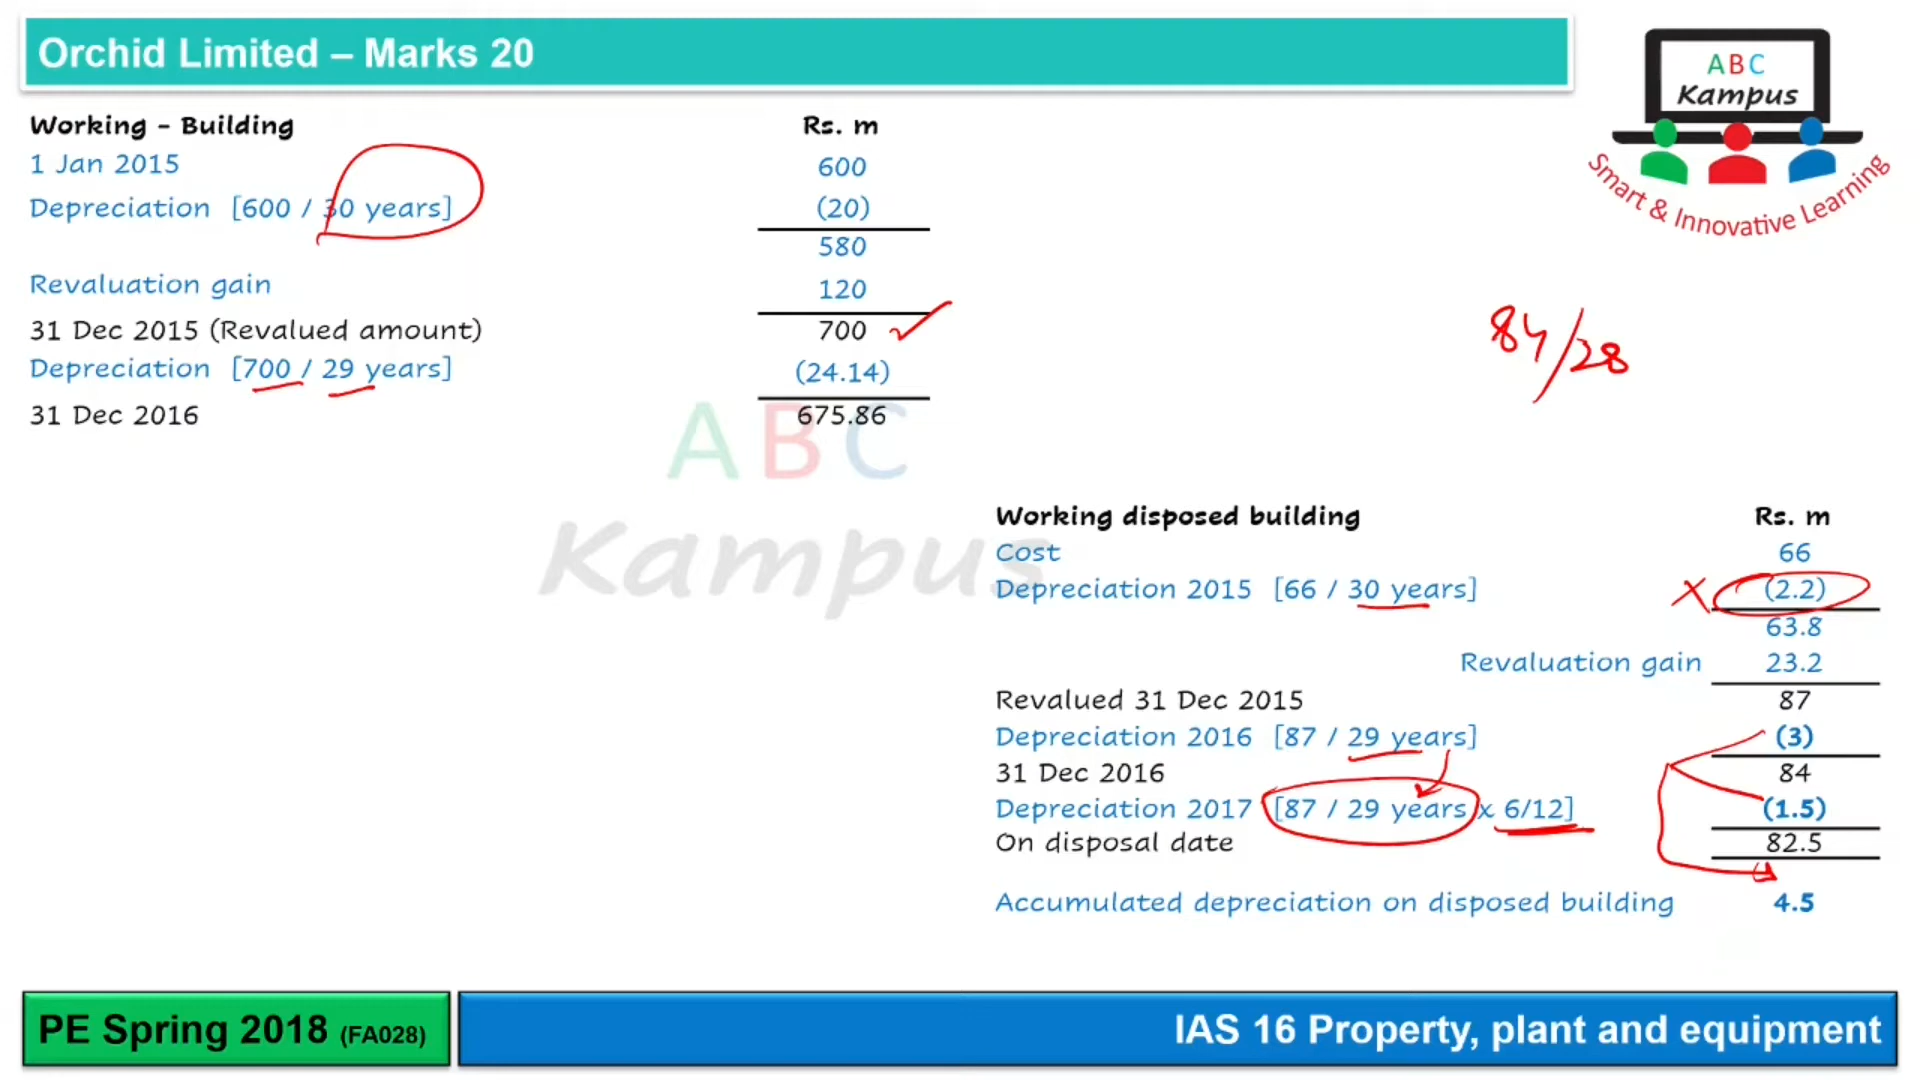 Orchid Limited – Marks 20
ABC
Kampus
Smart & Innovative Learning
Working - Building Rs. m
1 Jan 2015 600
Depreciation [600 / 30 years] (20)
580
Revaluation gain 120
31 Dec 2015 (Revalued amount) 700
Depreciation [700 / 29 years] (24.14)
31 Dec 2016 675.86
84/28
ABC
Kampus
Working disposed building Rs. m
Cost 66
Depreciation 2015 [66 / 30 years] (2.2)
63.8
Revaluation gain 23.2
Revalued 31 Dec 2015 87
Depreciation 2016 [87 / 29 years] (3)
31 Dec 2016 84
Depreciation 2017 [87 / 29 years x 6/12] (1.5)
On disposal date 82.5
Accumulated depreciation on disposed building 4.5
PE Spring 2018 (FA028)
IAS 16 Property, plant and equipment